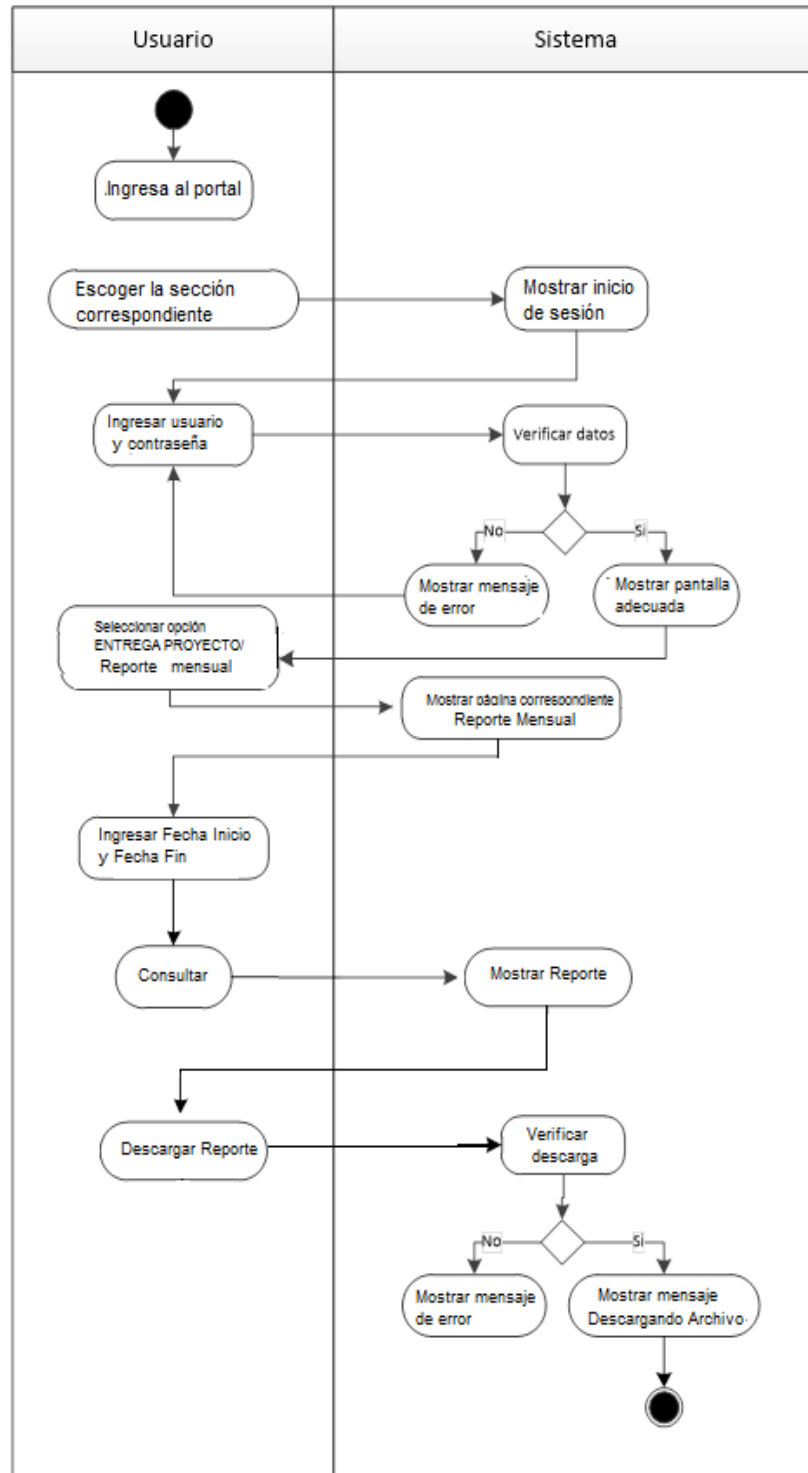 Usuario
Sistema
.Ingresa al portal
Escoger la sección
correspondiente
Mostrar inicio
de sesión
Ingresar usuario
y contraseña
Verificar datos
No
Si
Mostrar mensaje
de error
Mostrar pantalla
adecuada
Seleccionar opción
ENTREGA PROYECTO/
Reporte mensual
Mostrar página correspondiente
Reporte Mensual
Ingresar Fecha Inicio
y Fecha Fin
Consultar
Mostrar Reporte
Descargar Reporte
Verificar
descarga
No
Si
Mostrar mensaje
de error
Mostrar mensaje
Descargando Archivo.